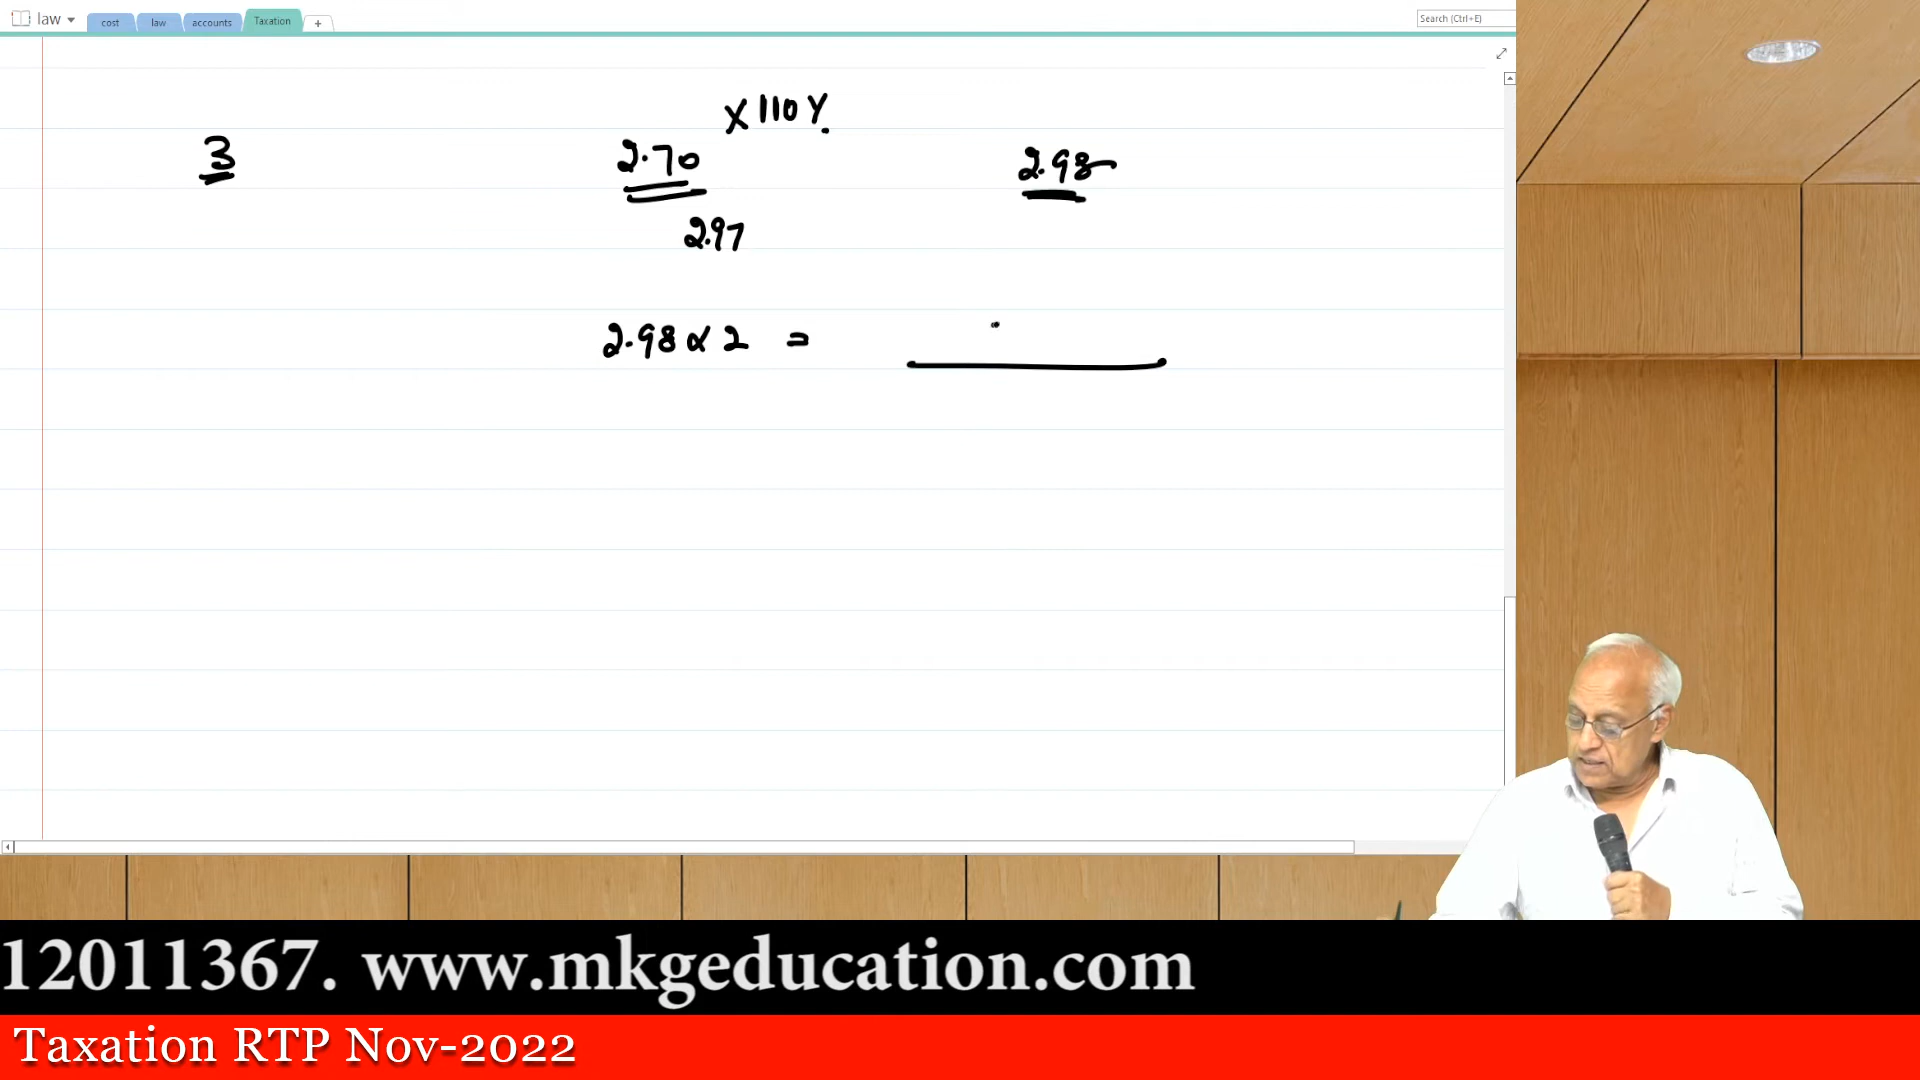 law
cost law accounts Taxation +
Search (Ctrl+E)
X 110 %
3 2.70 2.98
2.97
2.98 x 2 =
12011367. www.mkgeducation.com
Taxation RTP Nov-2022